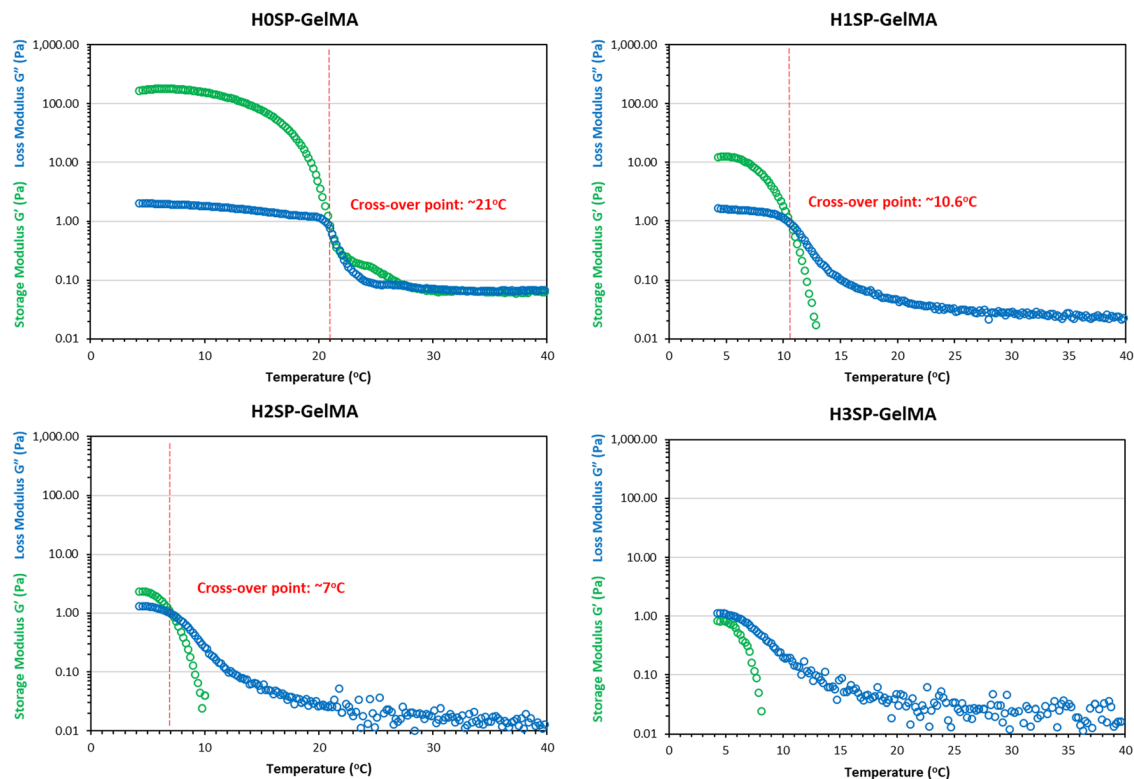 H0SP-GelMA
Storage Modulus G' (Pa) Loss Modulus G" (Pa)
1,000.00
100.00
10.00
1.00
0.10
0.01
Cross-over point: ~21°C
0 10 20 30 40
Temperature (°C)
H1SP-GelMA
Storage Modulus G' (Pa) Loss Modulus G" (Pa)
1,000.00
100.00
10.00
1.00
0.10
0.01
Cross-over point: ~10.6°C
0 5 10 15 20 25 30 35 40
Temperature (°C)
H2SP-GelMA
Storage Modulus G' (Pa) Loss Modulus G" (Pa)
1,000.00
100.00
10.00
1.00
0.10
0.01
Cross-over point: ~7°C
0 10 20 30 40
Temperature (°C)
H3SP-GelMA
Storage Modulus G' (Pa) Loss Modulus G" (Pa)
1,000.00
100.00
10.00
1.00
0.10
0.01
0 5 10 15 20 25 30 35 40
Temperature (°C)